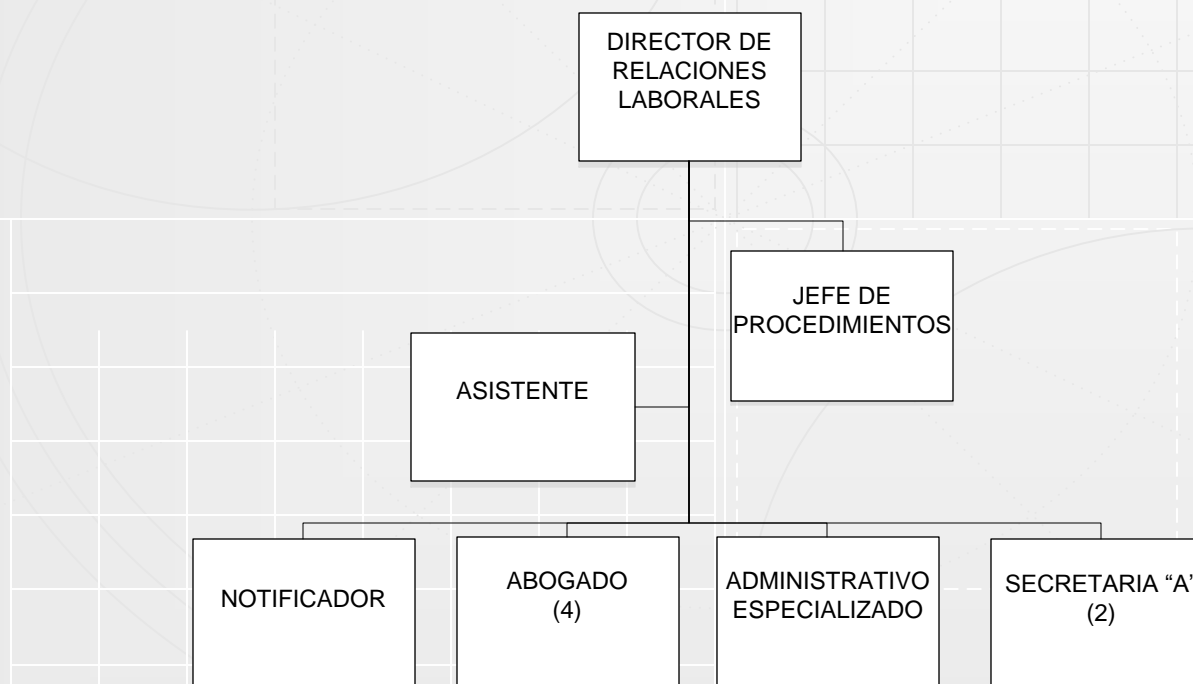 DIRECTOR DE
RELACIONES
LABORALES
JEFE DE
PROCEDIMIENTOS
ASISTENTE
NOTIFICADOR
ABOGADO
(4)
ADMINISTRATIVO
ESPECIALIZADO
SECRETARIA “A”
(2)